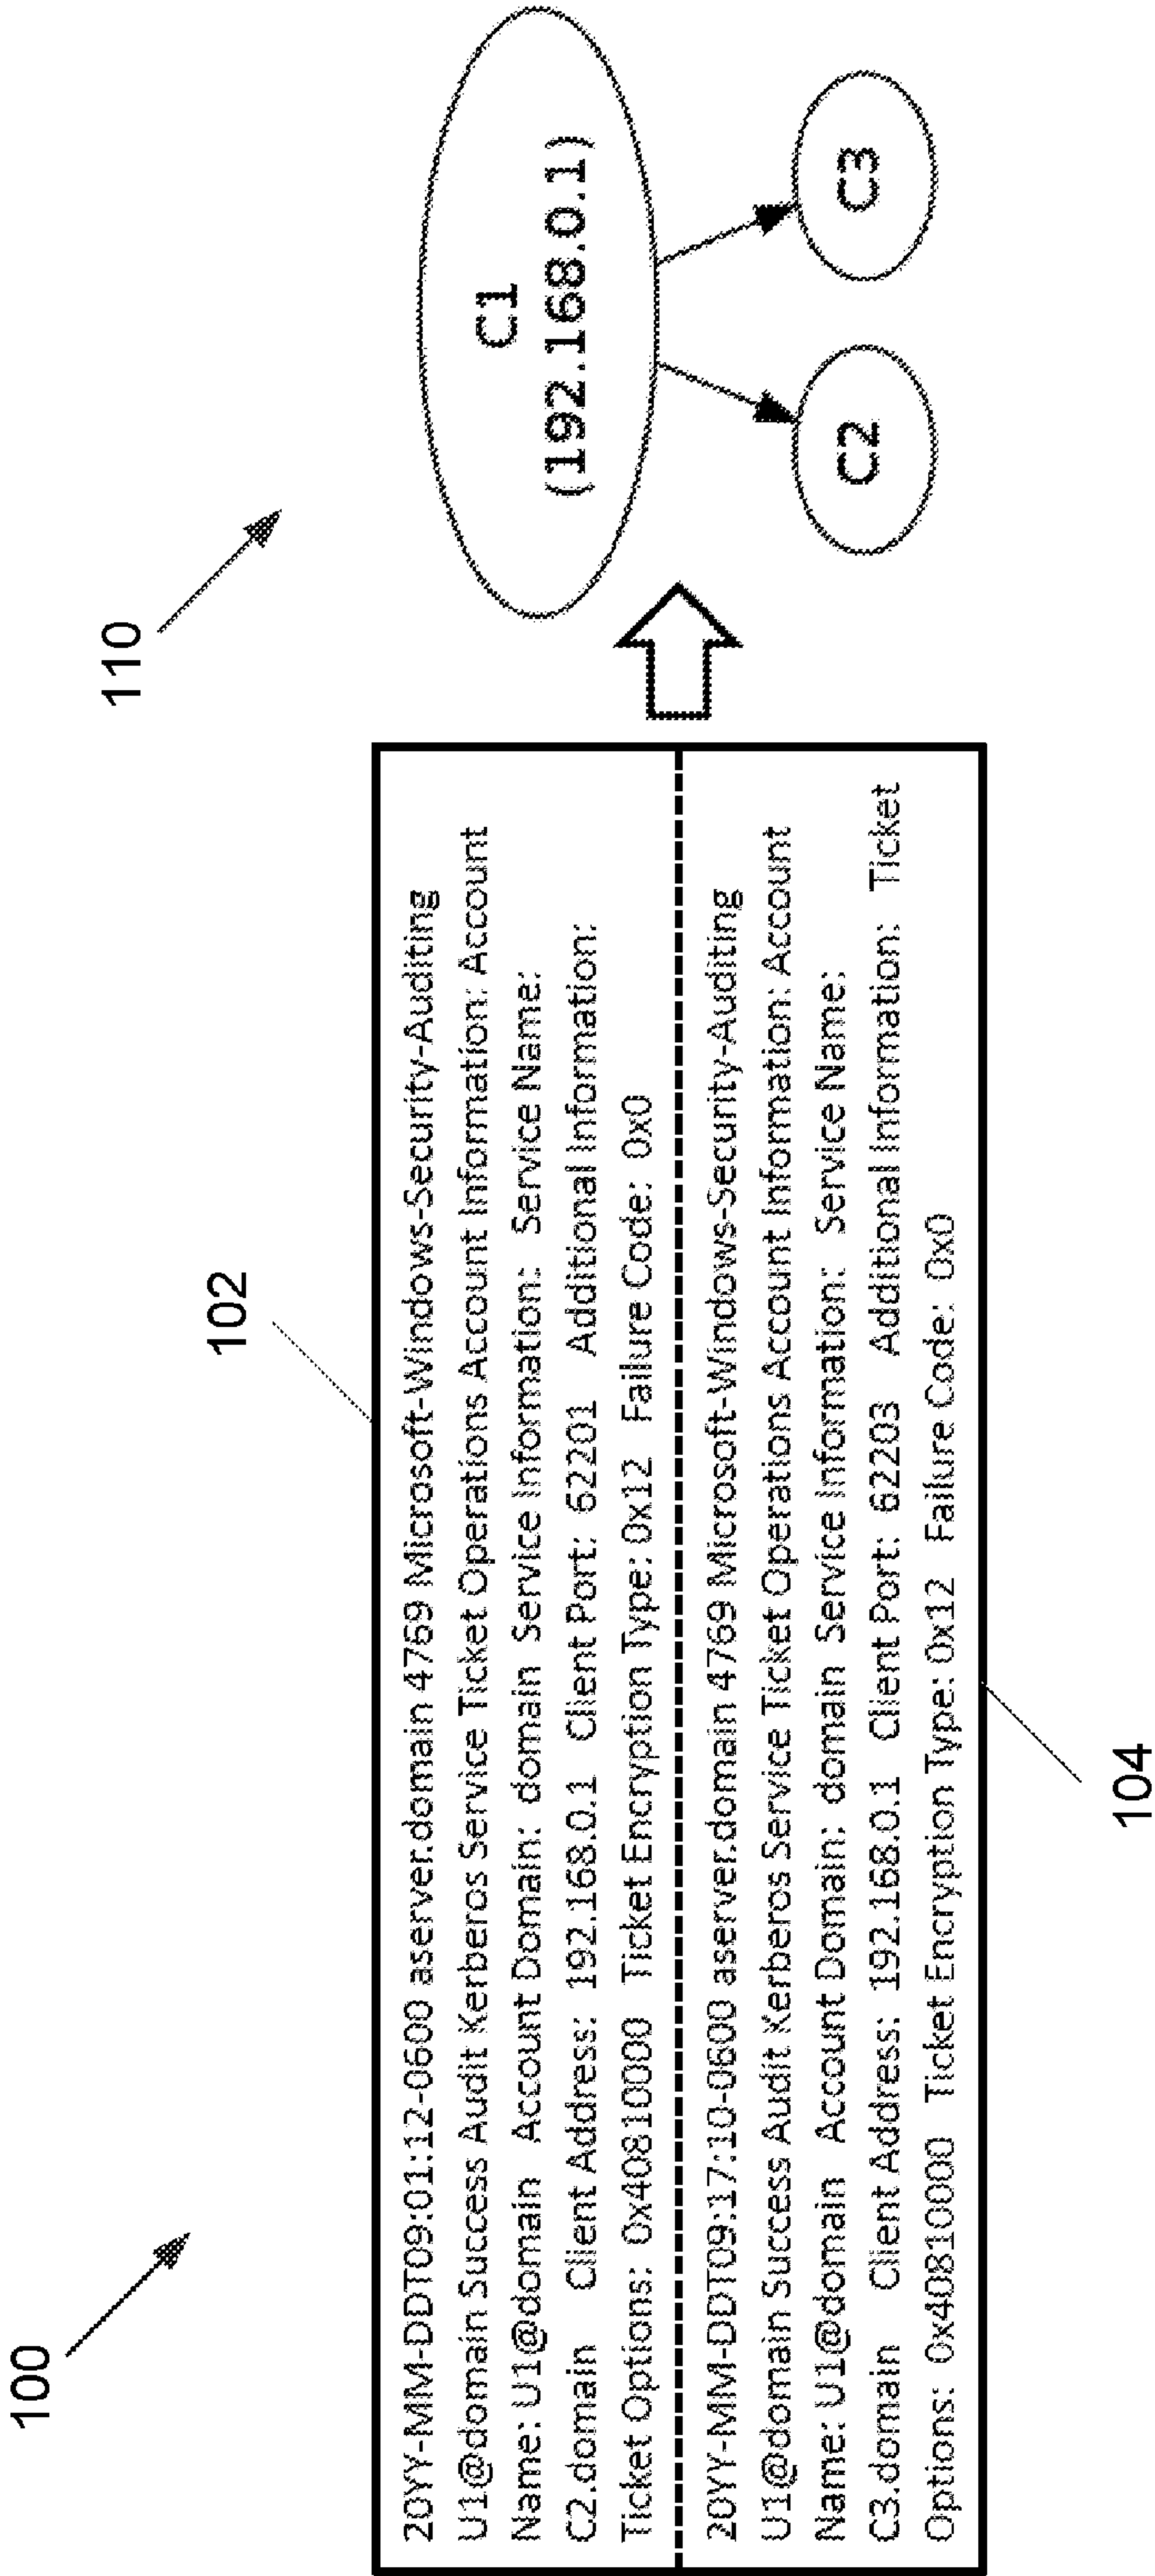 100
102
20YY-MM-DDT09:01:12-0600 aserver.domain 4769 Microsoft-Windows-Security-Auditing
U1@domain Success Audit Kerberos Service Ticket Operations Account Information: Account
Name: U1@domain Account Domain: domain Service Information: Service Name:
C2.domain Client Address: 192.168.0.1 Client Port: 62201 Additional Information:
Ticket Options: 0x40810000 Ticket Encryption Type: 0x12 Failure Code: 0x0
20YY-MM-DDT09:17:10-0600 aserver.domain 4769 Microsoft-Windows-Security-Auditing
U1@domain Success Audit Kerberos Service Ticket Operations Account Information: Account
Name: U1@domain Account Domain: domain Service Information: Service Name:
C3.domain Client Address: 192.168.0.1 Client Port: 62203 Additional Information: Ticket
Options: 0x40810000 Ticket Encryption Type: 0x12 Failure Code: 0x0
104
110
C1
(192.168.0.1)
C2
C3